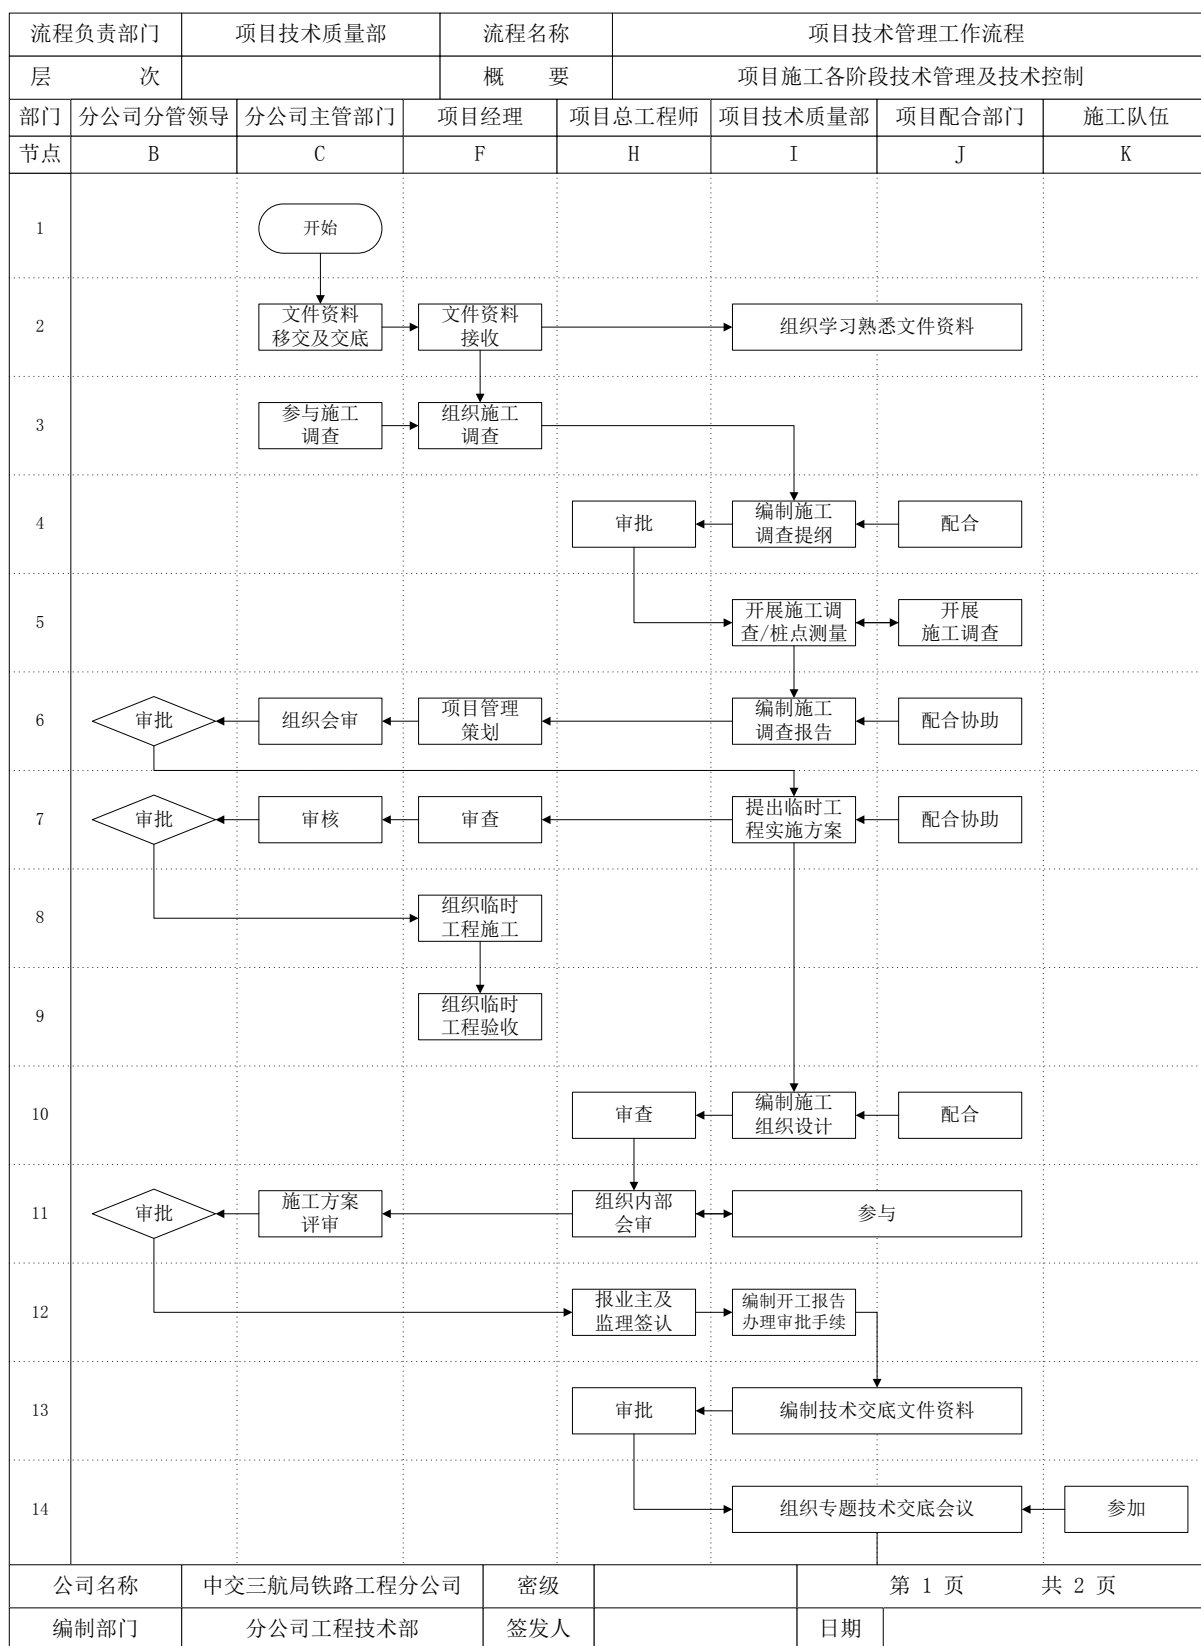 流程负责部门 项目技术质量部 流程名称 项目技术管理工作流程
层 次 概 要 项目施工各阶段技术管理及技术控制
部门 分公司分管领导 分公司主管部门 项目经理 项目总工程师 项目技术质量部 项目配合部门 施工队伍
节点 B C F H I J K
1 开始
2
文件资料
移交及交底
文件资料
接收
组织学习熟悉文件资料
3
参与施工
调查
组织施工
调查
4
审批
编制施工
调查提纲
配合
5
开展施工调
查/桩点测量
开展
施工调查
6
审批
组织会审
项目管理
策划
编制施工
调查报告
配合协助
7
审批
审核
审查
提出临时工
程实施方案
配合协助
8
组织临时
工程施工
9
组织临时
工程验收
10
审查
编制施工
组织设计
配合
11
审批
施工方案
评审
组织内部
会审
参与
12
报业主及
监理签认
编制开工报告
办理审批手续
13
审批
编制技术交底文件资料
14
组织专题技术交底会议
参加
公司名称 中交三航局铁路工程分公司 密级 第 1 页 共 2 页
编制部门 分公司工程技术部 签发人 日期